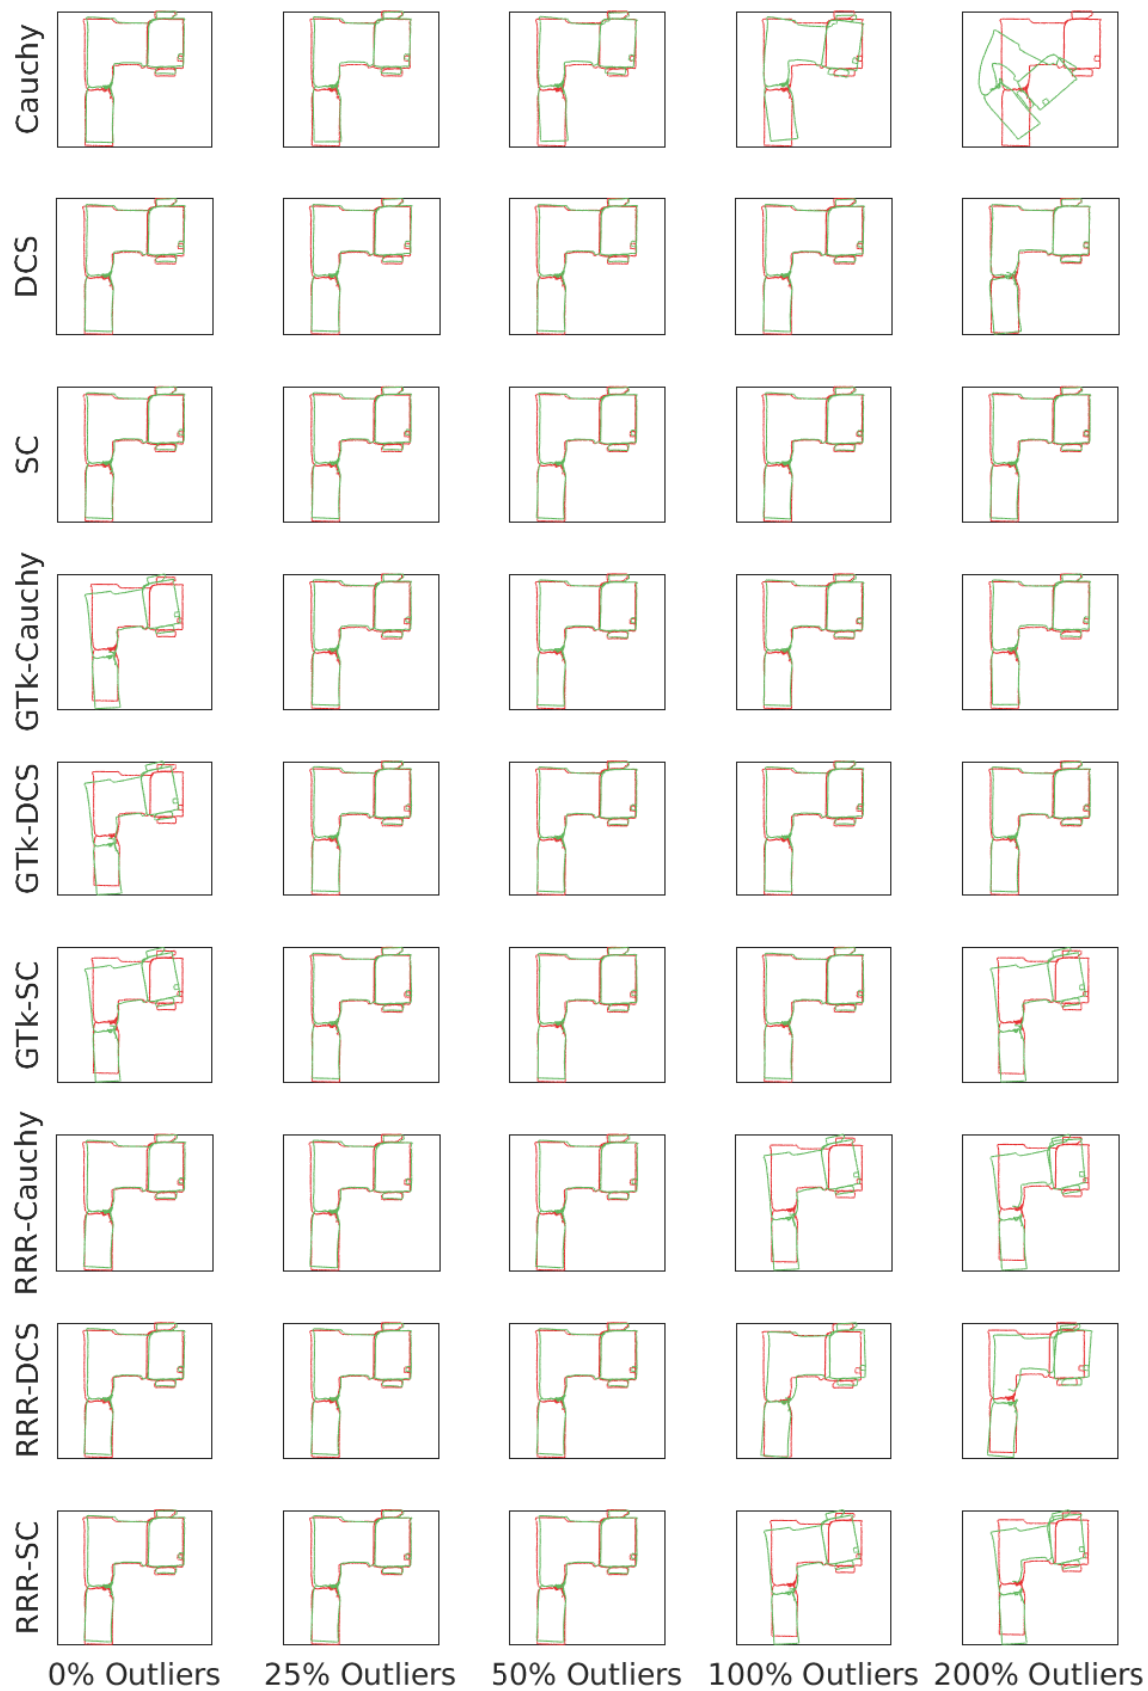 Cauchy
DCS
SC
GTk-Cauchy
GTk-DCS
GTk-SC
RRR-Cauchy
RRR-DCS
RRR-SC
0% Outliers
25% Outliers
50% Outliers
100% Outliers
200% Outliers